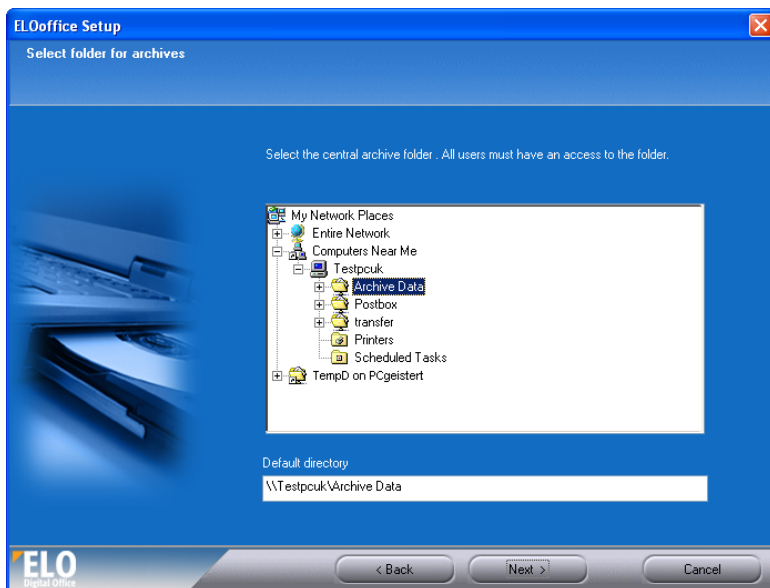 ELOoffice Setup
Select folder for archives
Select the central archive folder . All users must have an access to the folder.
My Network Places
Entire Network
Computers Near Me
Testpcuk
Archive Data
Postbox
transfer
Printers
Scheduled Tasks
TempD on PCgeistert
Default directory
\\Testpcuk\Archive Data
ELO
Digital Office
< Back
Next >
Cancel